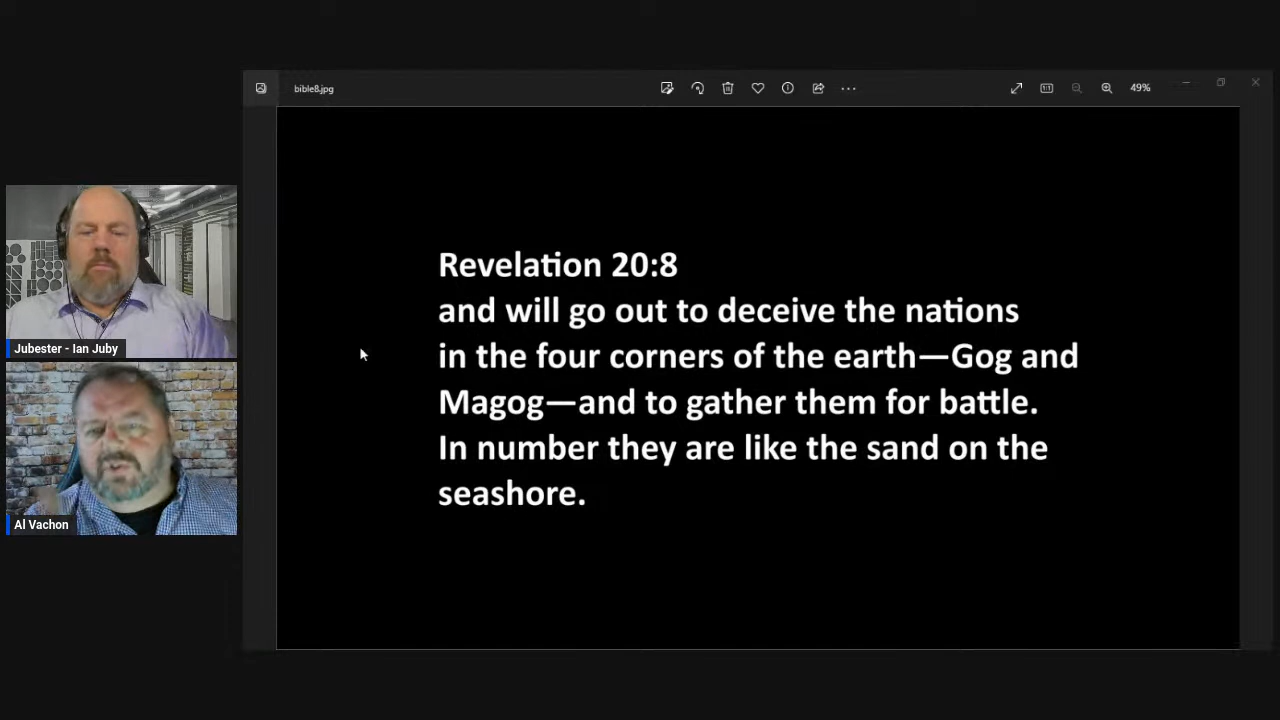 bible8.jpg
49%
Revelation 20:8
and will go out to deceive the nations
in the four corners of the earth—Gog and
Magog—and to gather them for battle.
In number they are like the sand on the
seashore.
Jubester - Ian Juby
Al Vachon